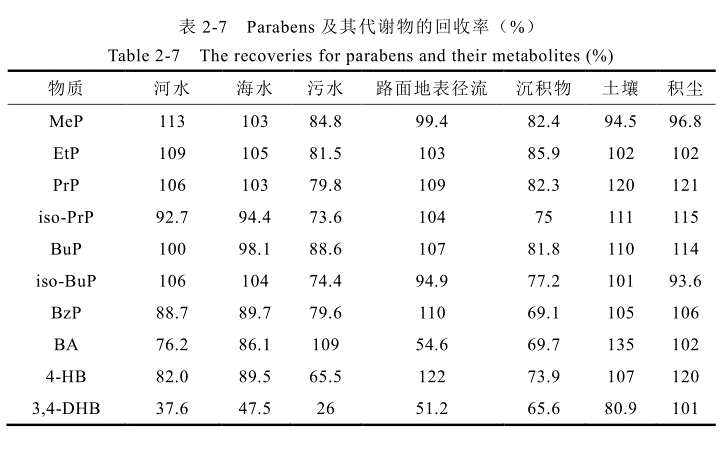 表 2-7 Parabens 及其代谢物的回收率（%）
Table 2-7 The recoveries for parabens and their metabolites (%)
物质 河水 海水 污水 路面地表径流 沉积物 土壤 积尘
MeP 113 103 84.8 99.4 82.4 94.5 96.8
EtP 109 105 81.5 103 85.9 102 102
PrP 106 103 79.8 109 82.3 120 121
iso-PrP 92.7 94.4 73.6 104 75 111 115
BuP 100 98.1 88.6 107 81.8 110 114
iso-BuP 106 104 74.4 94.9 77.2 101 93.6
BzP 88.7 89.7 79.6 110 69.1 105 106
BA 76.2 86.1 109 54.6 69.7 135 102
4-HB 82.0 89.5 65.5 122 73.9 107 120
3,4-DHB 37.6 47.5 26 51.2 65.6 80.9 101